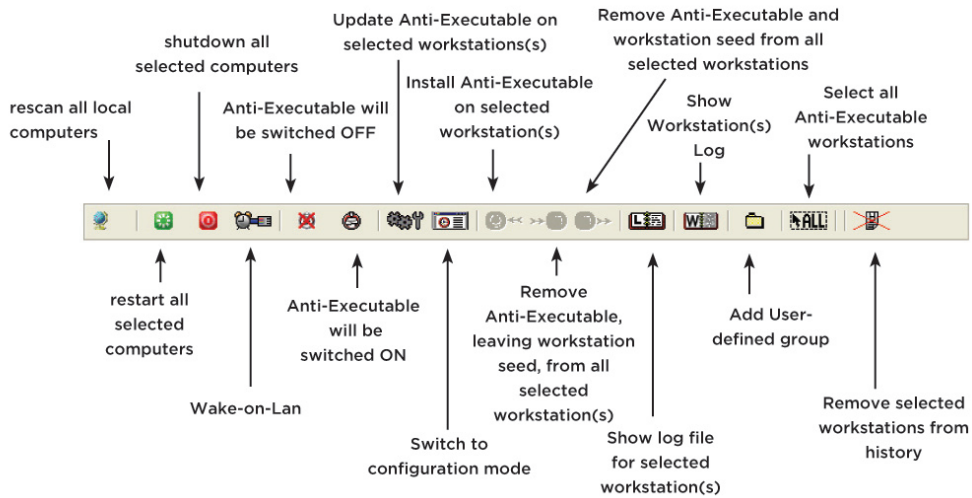 Update Anti-Executable on
selected workstations(s)
Remove Anti-Executable and
workstation seed from all
selected workstations
shutdown all
selected computers
Install Anti-Executable
on selected
workstation(s)
Show
Workstation(s)
Log
Select all
Anti-Executable
workstations
rescan all local
computers
Anti-Executable will
be switched OFF
L
W
ALL
restart all
selected
computers
Anti-Executable
will be
switched ON
Remove
Anti-Executable,
leaving workstation
seed, from all
selected
workstation(s)
Add User-
defined group
Wake-on-Lan
Switch to
configuration mode
Show log file
for selected
workstation(s)
Remove selected
workstations from
history